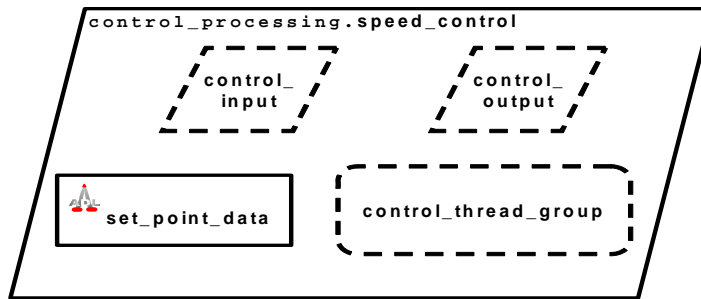 control_processing.speed_control
control_
input
control_
output
set_point_data
control_thread_group